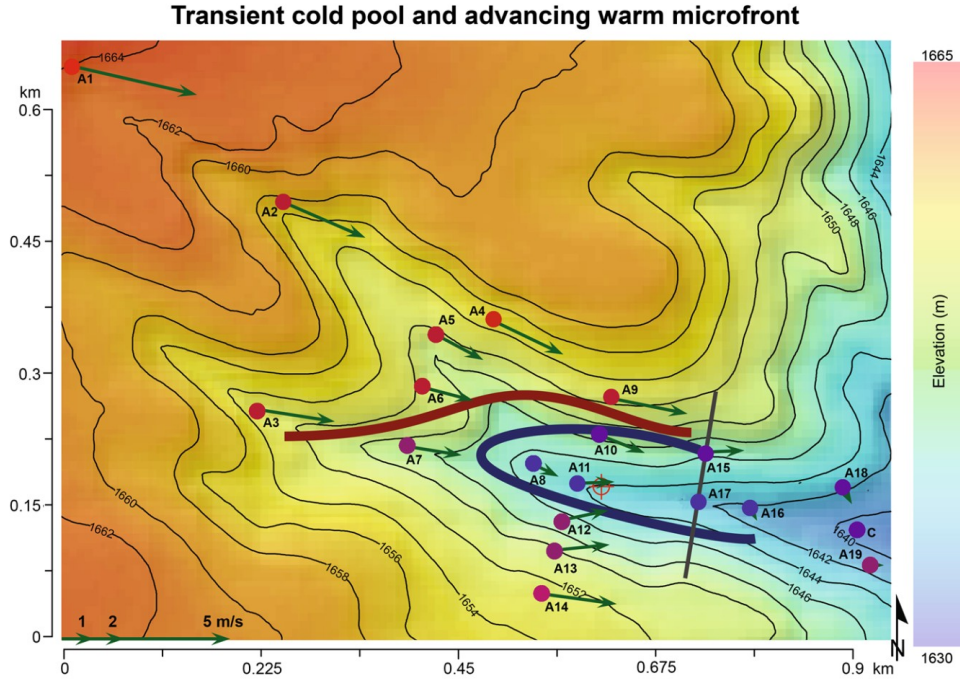 Transient cold pool and advancing warm microfront
1665
km
0.6
0.45
0.3
0.15
0
1664
A1
1662
1660
A2
1644
1646
1648
1650
A4
A5
A6
A9
A3
A7
A10
A15
A8
A11
A18
A17
A16
A12
C
1640
A19
A13
1642
1644
1646
A14
1652
1660
1662
1656
1658
1654
1 2 5 m/s
0 0.225 0.45 0.675 0.9 km
N
Elevation (m)
1630